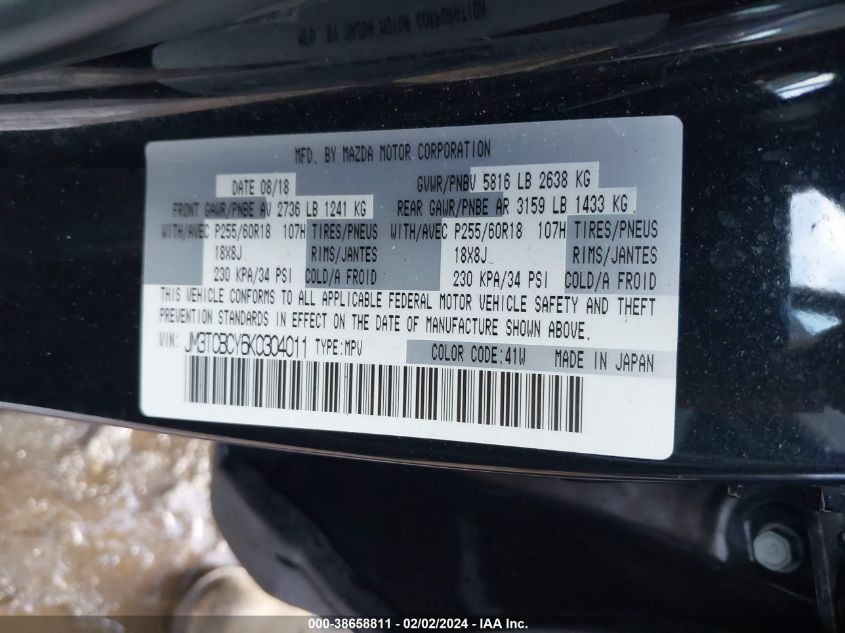 MFD. BY MAZDA MOTOR CORPORATION
DATE 08/18 GVWR/PNBV 5816 LB 2638 KG
FRONT GAWR/PNBE AV 2736 LB 1241 KG REAR GAWR/PNBE AR 3159 LB 1433 KG
WITH/AVEC P255/60R18 107H TIRES/PNEUS WITH/AVEC P255/60R18 107H TIRES/PNEUS
18X8J RIMS/JANTES 18X8J RIMS/JANTES
230 KPA/34 PSI COLD/A FROID 230 KPA/34 PSI COLD/A FROID
THIS VEHICLE CONFORMS TO ALL APPLICABLE FEDERAL MOTOR VEHICLE SAFETY AND THEFT
PREVENTION STANDARDS IN EFFECT ON THE DATE OF MANUFACTURE SHOWN ABOVE.
VIN: JM3TCBCY6K0304011 TYPE:MPV COLOR CODE:41W MADE IN JAPAN
000-38658811 - 02/02/2024 - IAA Inc.